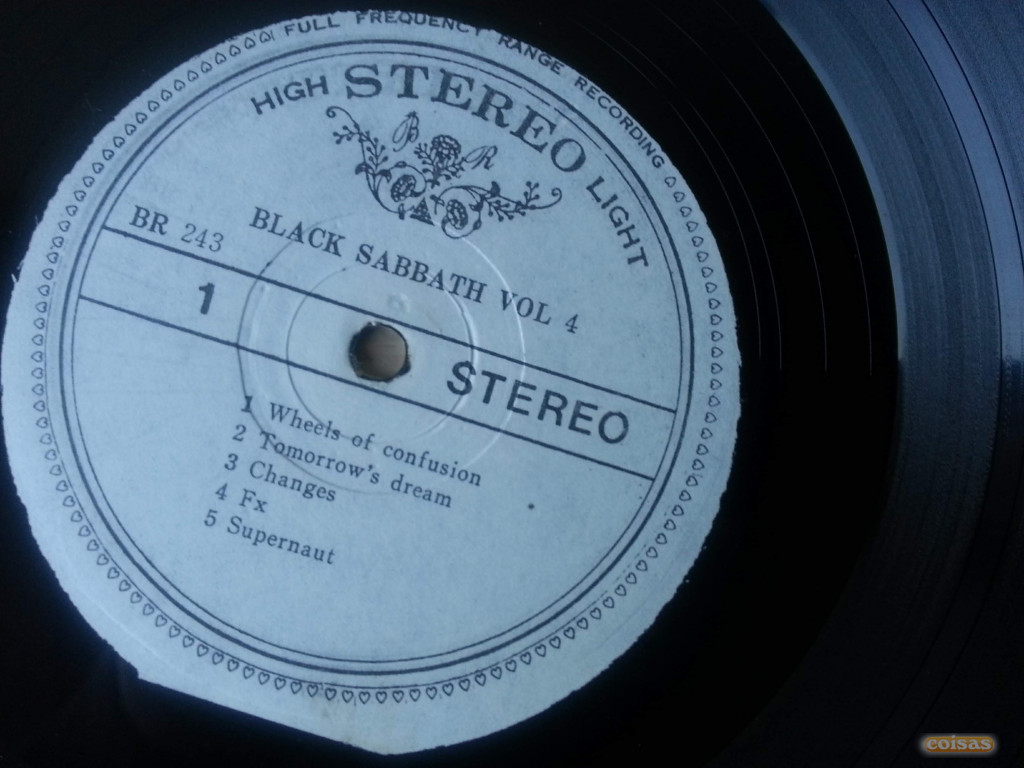 FULL FREQUENCY RANGE RECORDING
HIGH STEREO LIGHT
B R
BR 243
BLACK SABBATH VOL 4
1
STEREO
1 Wheels of confusion
2 Tomorrow's dream
3 Changes
4 Fx
5 Supernaut
coisas